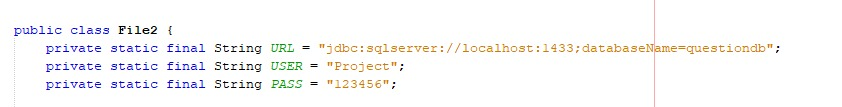 public class File2 {
private static final String URL = "jdbc:sqlserver://localhost:1433;databaseName=questiondb";
private static final String USER = "Project";
private static final String PASS = "123456";